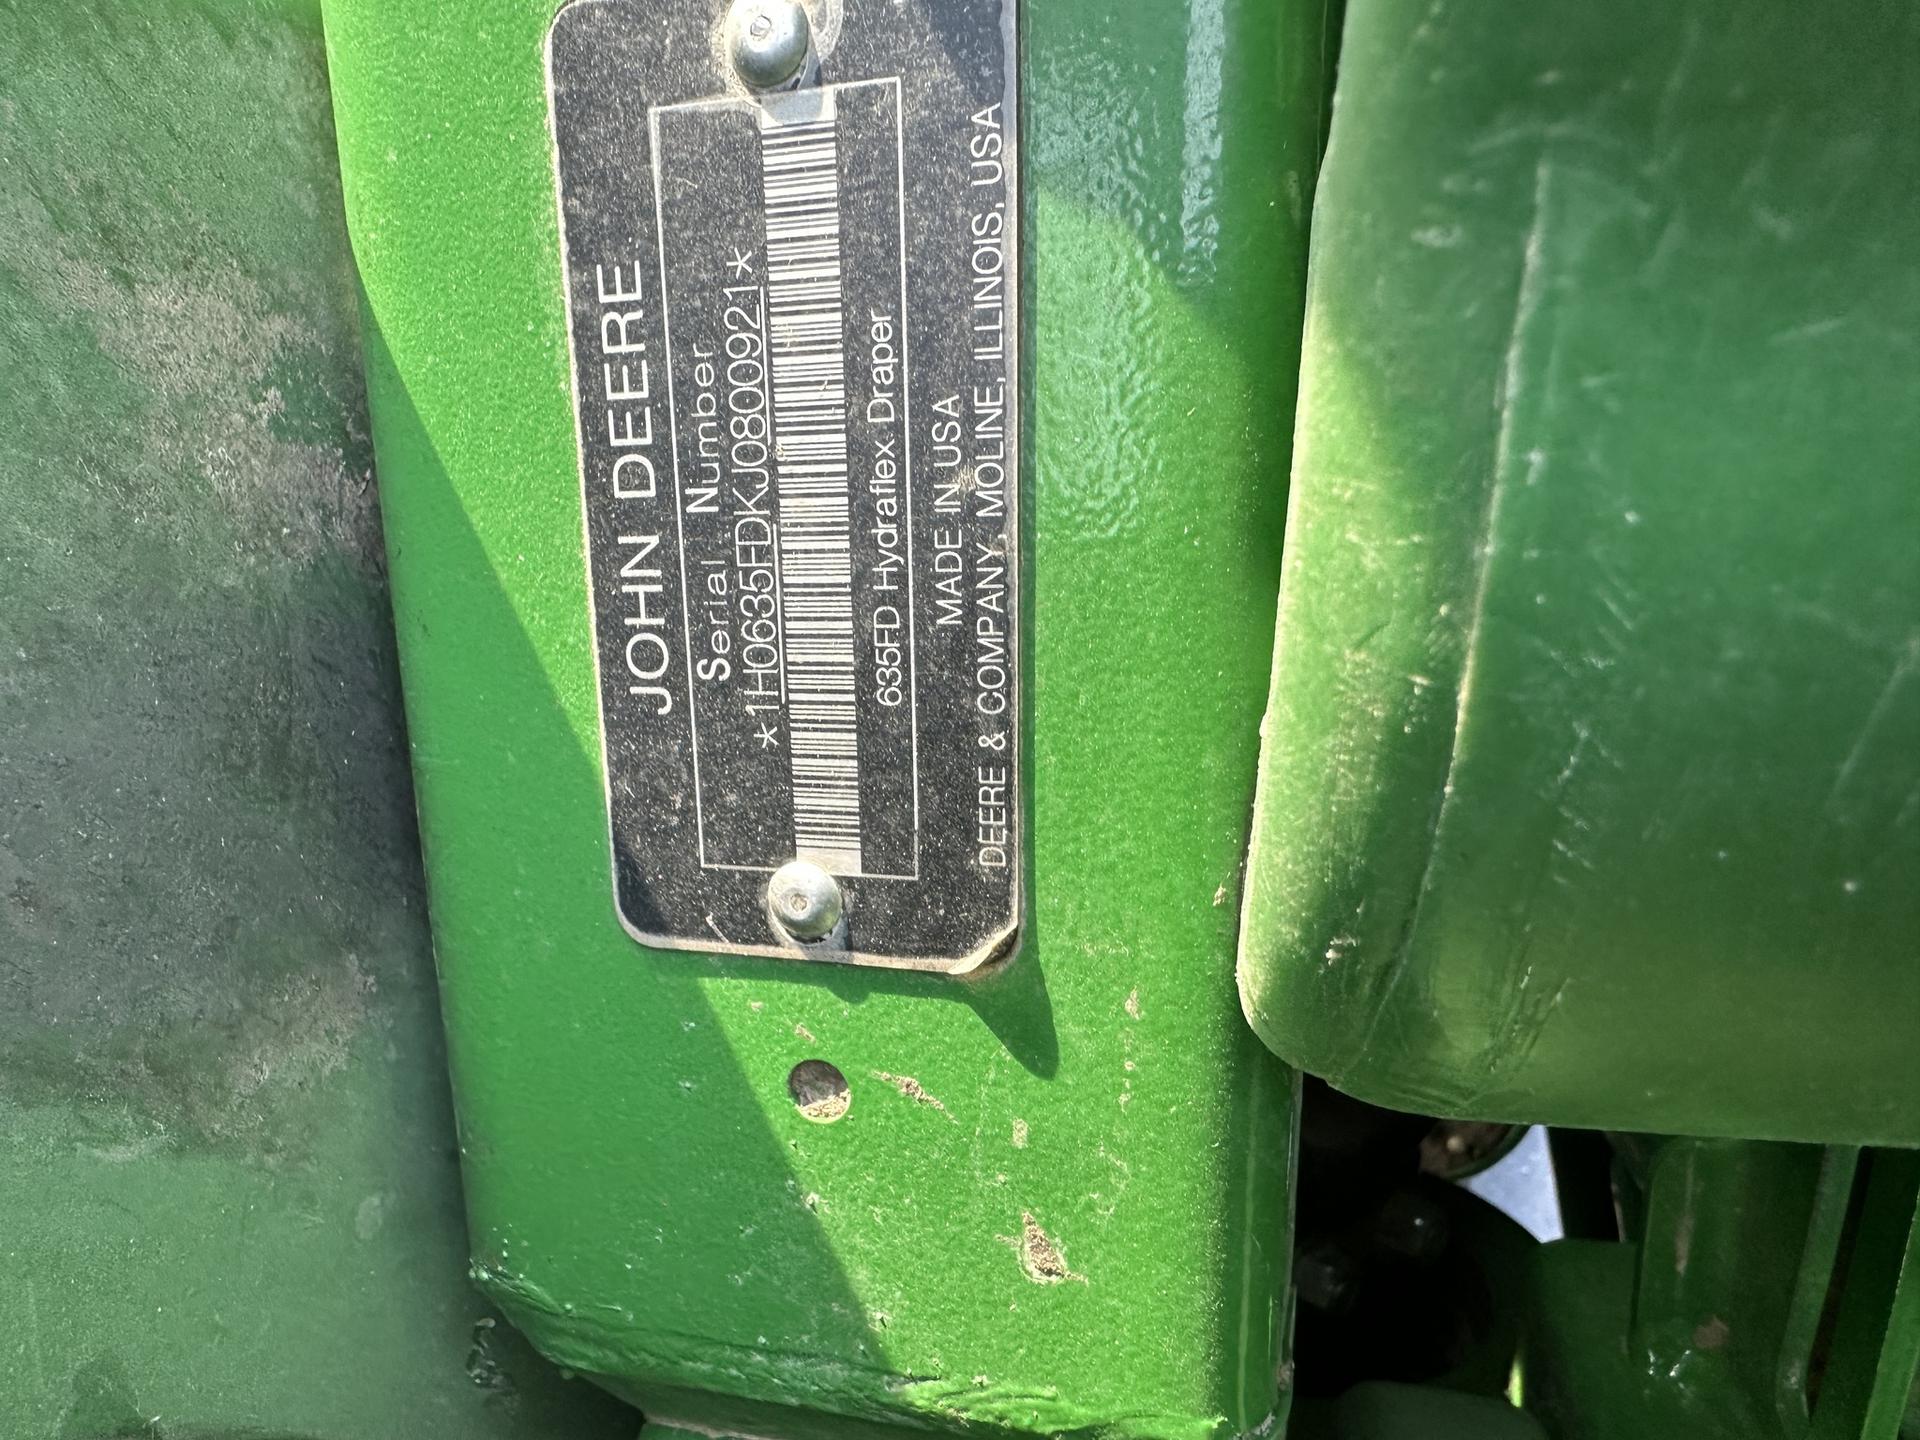 JOHN DEERE
Serial Number
*1H0635FDKJ0800921*
635FD Hydraflex Draper
MADE IN USA
DEERE & COMPANY, MOLINE, ILLINOIS, USA